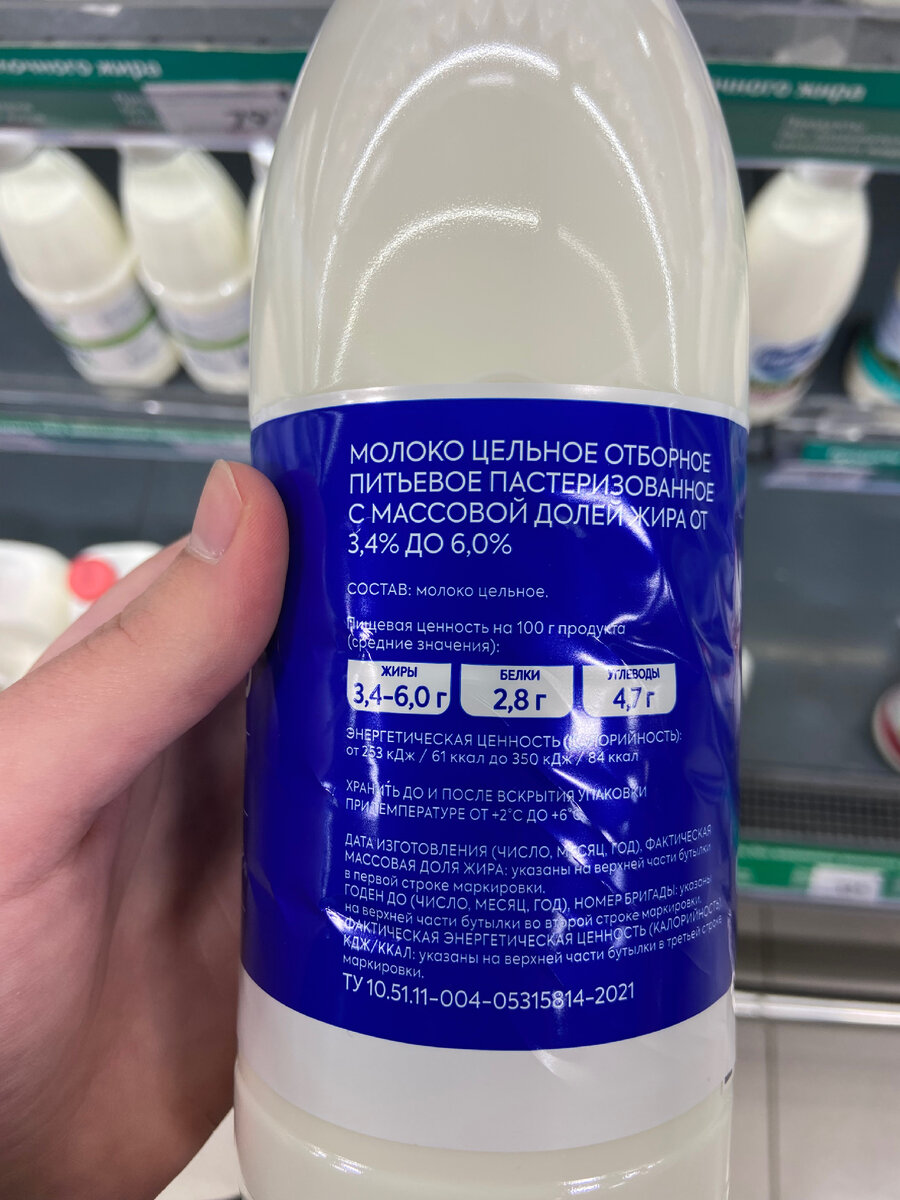 МОЛОКО ЦЕЛЬНОЕ ОТБОРНОЕ
ПИТЬЕВОЕ ПАСТЕРИЗОВАННОЕ
С МАССОВОЙ ДОЛЕЙ ЖИРА ОТ
3,4% ДО 6,0%
СОСТАВ: молоко цельное.
Пищевая ценность на 100 г продукта
(средние значения):
ЖИРЫ БЕЛКИ УГЛЕВОДЫ
3,4-6,0 г 2,8 г 4,7 г
ЭНЕРГЕТИЧЕСКАЯ ЦЕННОСТЬ (КАЛОРИЙНОСТЬ):
от 253 кДж / 61 ккал до 350 кДж / 84 ккал
ХРАНИТЬ ДО И ПОСЛЕ ВСКРЫТИЯ УПАКОВКИ
ПРИ ТЕМПЕРАТУРЕ ОТ +2°С ДО +6°С.
ДАТА ИЗГОТОВЛЕНИЯ (ЧИСЛО, МЕСЯЦ, ГОД), ФАКТИЧЕСКАЯ
МАССОВАЯ ДОЛЯ ЖИРА: указаны на верхней части бутылки
в первой строке маркировки.
ГОДЕН ДО (ЧИСЛО, МЕСЯЦ, ГОД), НОМЕР БРИГАДЫ: указаны
на верхней части бутылки во второй строке маркировки.
ФАКТИЧЕСКАЯ ЭНЕРГЕТИЧЕСКАЯ ЦЕННОСТЬ (КАЛОРИЙНОСТЬ),
КДЖ/ККАЛ: указаны на верхней части бутылки в третьей строке
маркировки.
ТУ 10.51.11-004-05315814-2021